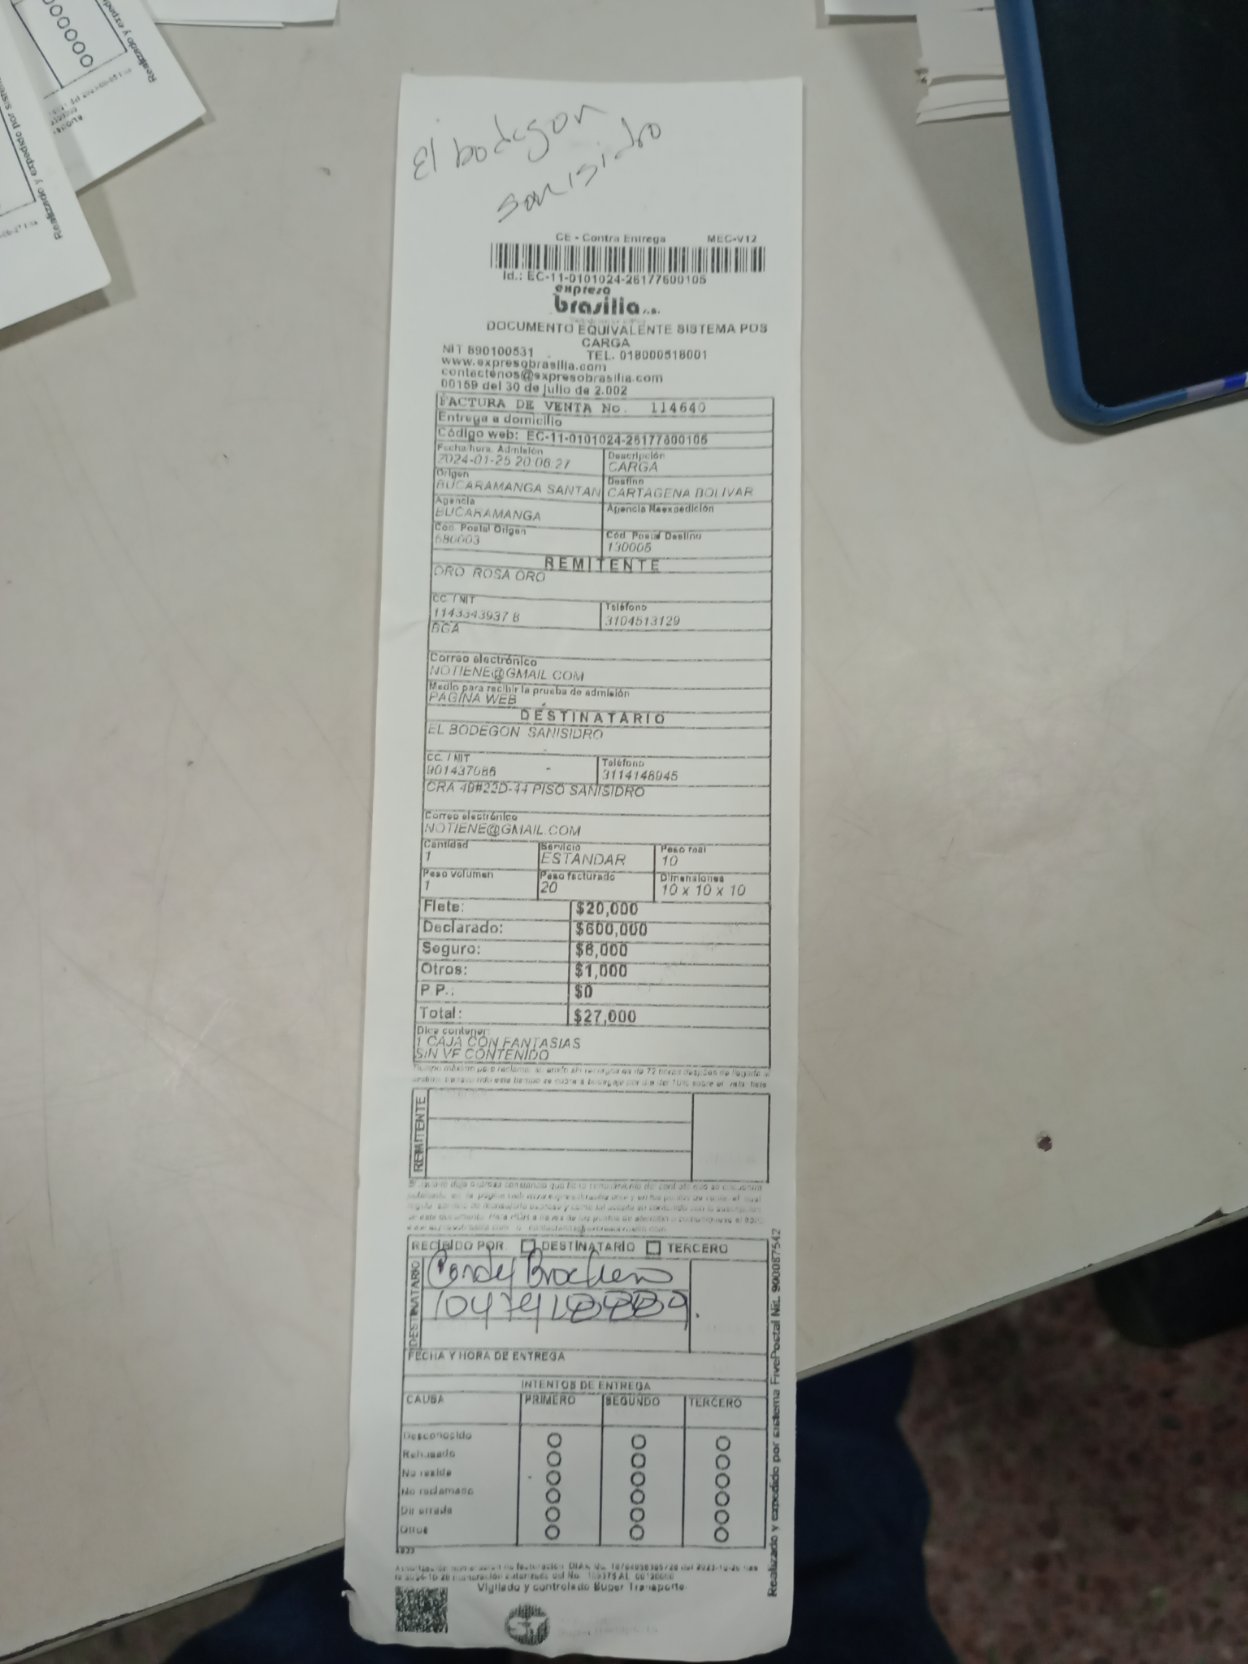 El bodegon
sanisidro
CE - Contra Entrega MEC-V12
Id.: EC-11-0101024-26177600105
expreso
brasilia s.a.
DOCUMENTO EQUIVALENTE SISTEMA POS
CARGA
NIT 890100531 TEL. 018000518001
www.expresobrasilia.com
contactenos@expresobrasilia.com
00159 del 30 de julio de 2.002
FACTURA DE VENTA No. 114640
Entrega a domicilio
Código web: EC-11-0101024-26177600105
Fecha/hora Admisión Descripción
2024-01-25 20:06:27 CARGA
Origen Destino
BUCARAMANGA SANTAN CARTAGENA BOLIVAR
Agencia Agencia Reexpedición
BUCARAMANGA
Cod. Postal Origen Cód. Postal Destino
680003 130005
REMITENTE
ORO ROSA ORO
CC. / NIT Teléfono
1143343937 8 3104513129
BGA
Correo electrónico
NOTIENE@GMAIL.COM
Medio para recibir la prueba de admisión
PAGINA WEB
DESTINATARIO
EL BODEGON SANISIDRO
CC. / NIT Teléfono
901437685 3114148945
CRA 49#22D-44 PISO SANISIDRO
Correo electrónico
NOTIENE@GMAIL.COM
Cantidad Servicio Peso real
1 ESTANDAR 10
Peso volumen Peso facturado Dimensiones
1 20 10 x 10 x 10
Flete: $20,000
Declarado: $600,000
Seguro: $6,000
Otros: $1,000
P.P.: $0
Total: $27,000
Dice contener:
1 CAJA CON FANTASIAS
SIN VF CONTENIDO
REMITENTE
RECIBIDO POR DESTINATARIO TERCERO
DESTINATARIO
FECHA Y HORA DE ENTREGA
INTENTOS DE ENTREGA
CAUSA PRIMERO SEGUNDO TERCERO
Desconocido
Rehusado
No reside
No reclamado
Dir errada
Otros
Vigilado y controlado Super Transporte
Realizado y expedido por sistema FivePostal Nit. 900087542
000000
Realizado y expedido por sistema